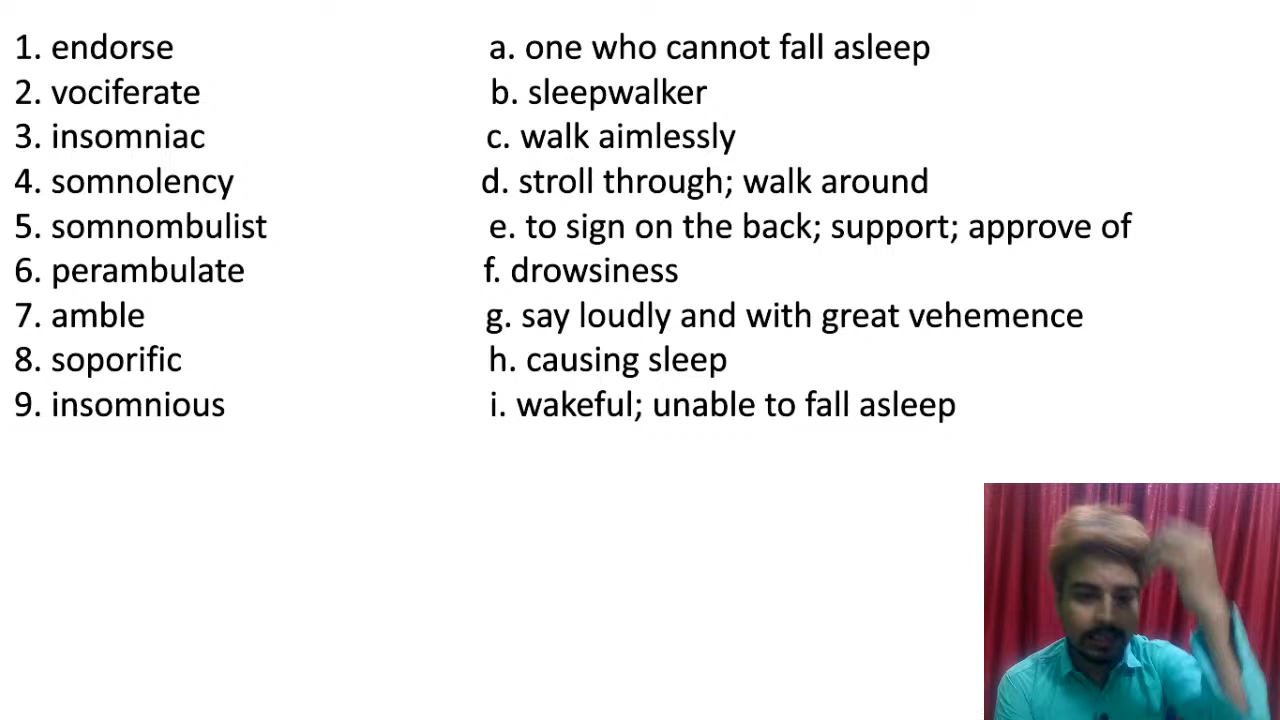 1. endorse a. one who cannot fall asleep
2. vociferate b. sleepwalker
3. insomniac c. walk aimlessly
4. somnolency d. stroll through; walk around
5. somnombulist e. to sign on the back; support; approve of
6. perambulate f. drowsiness
7. amble g. say loudly and with great vehemence
8. soporific h. causing sleep
9. insomnious i. wakeful; unable to fall asleep